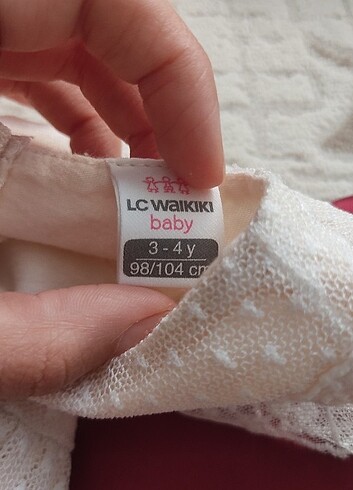 LC WAIKIKI
baby
3 - 4 y
98/104 cm